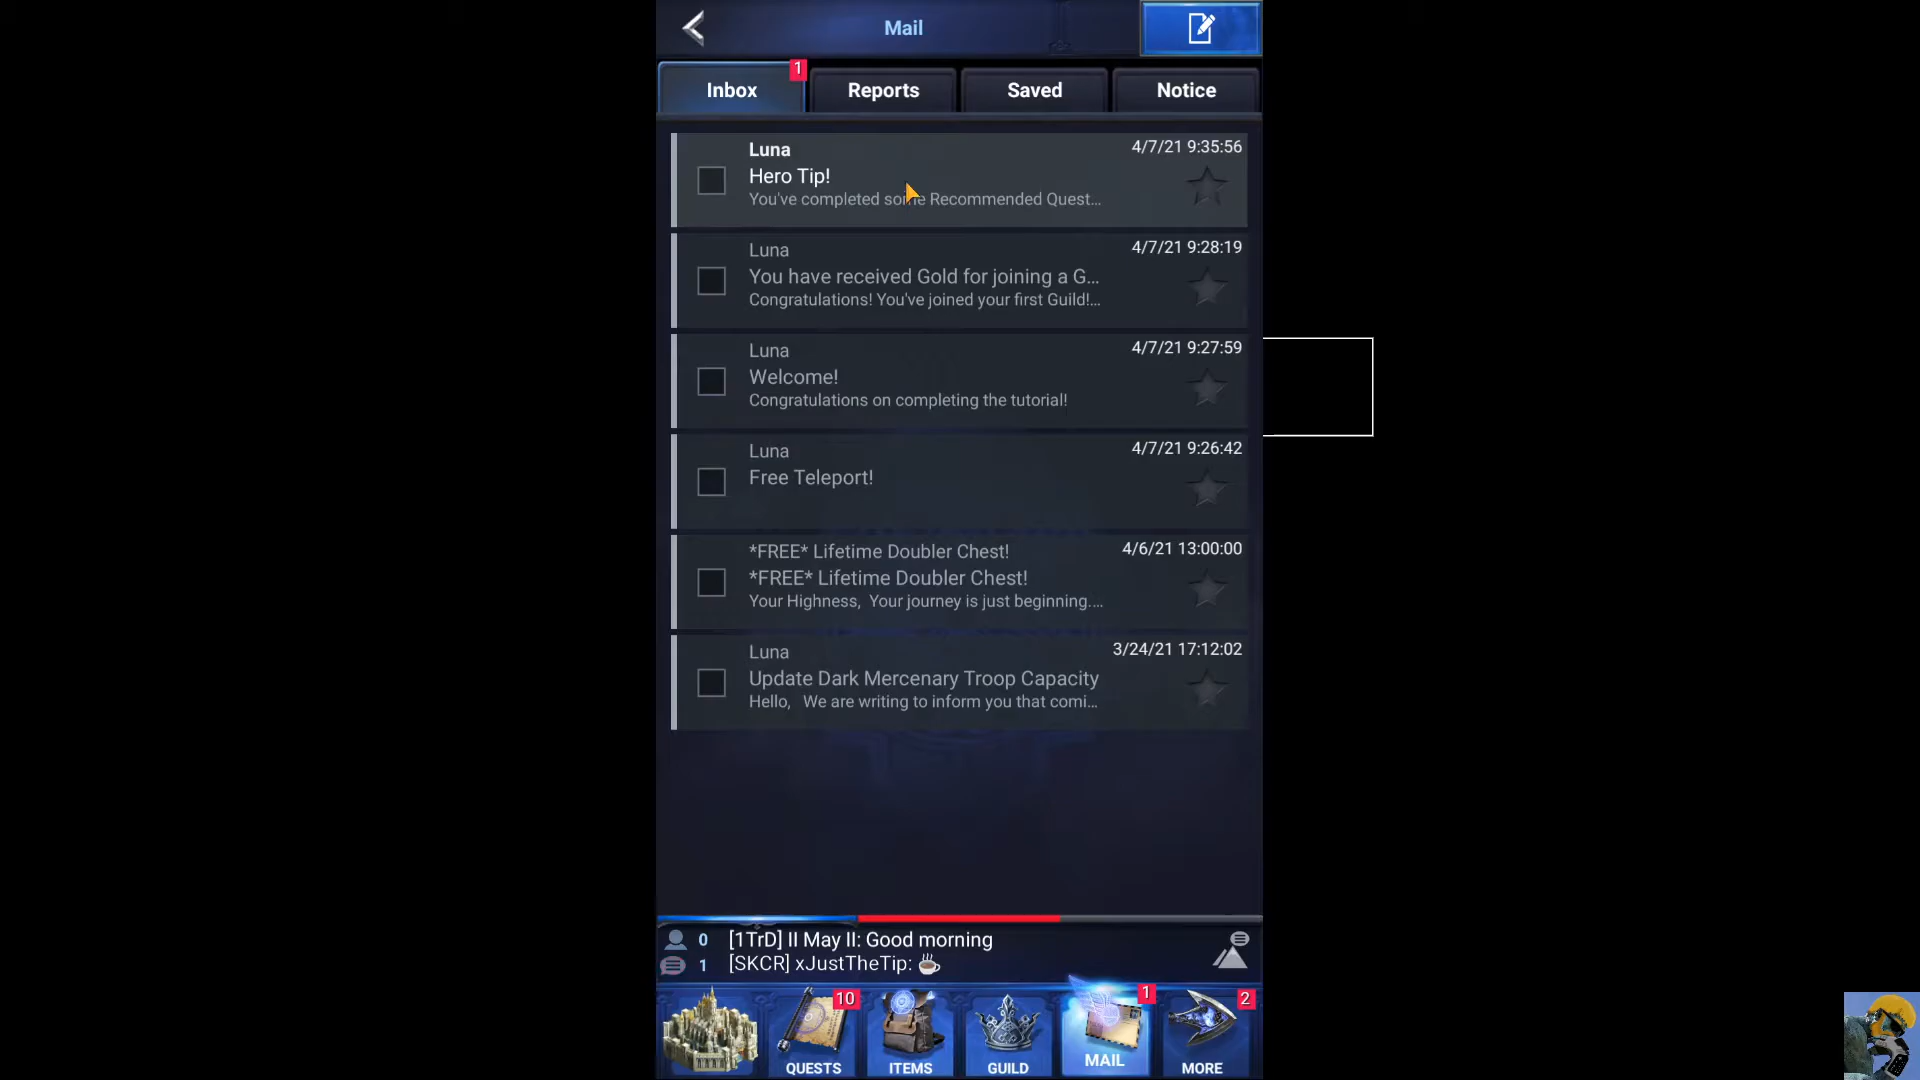 Mail
Inbox 1 Reports Saved Notice
Luna 4/7/21 9:35:56
Hero Tip!
You've completed some Recommended Quest...
Luna 4/7/21 9:28:19
You have received Gold for joining a G...
Congratulations! You've joined your first Guild!...
Luna 4/7/21 9:27:59
Welcome!
Congratulations on completing the tutorial!
Luna 4/7/21 9:26:42
Free Teleport!
*FREE* Lifetime Doubler Chest! 4/6/21 13:00:00
*FREE* Lifetime Doubler Chest!
Your Highness, Your journey is just beginning....
Luna 3/24/21 17:12:02
Update Dark Mercenary Troop Capacity
Hello, We are writing to inform you that comi...
0 [1TrD] II May II: Good morning
1 [SKCR] xJustTheTip: ☕
10 1 2
QUESTS ITEMS GUILD MAIL MORE